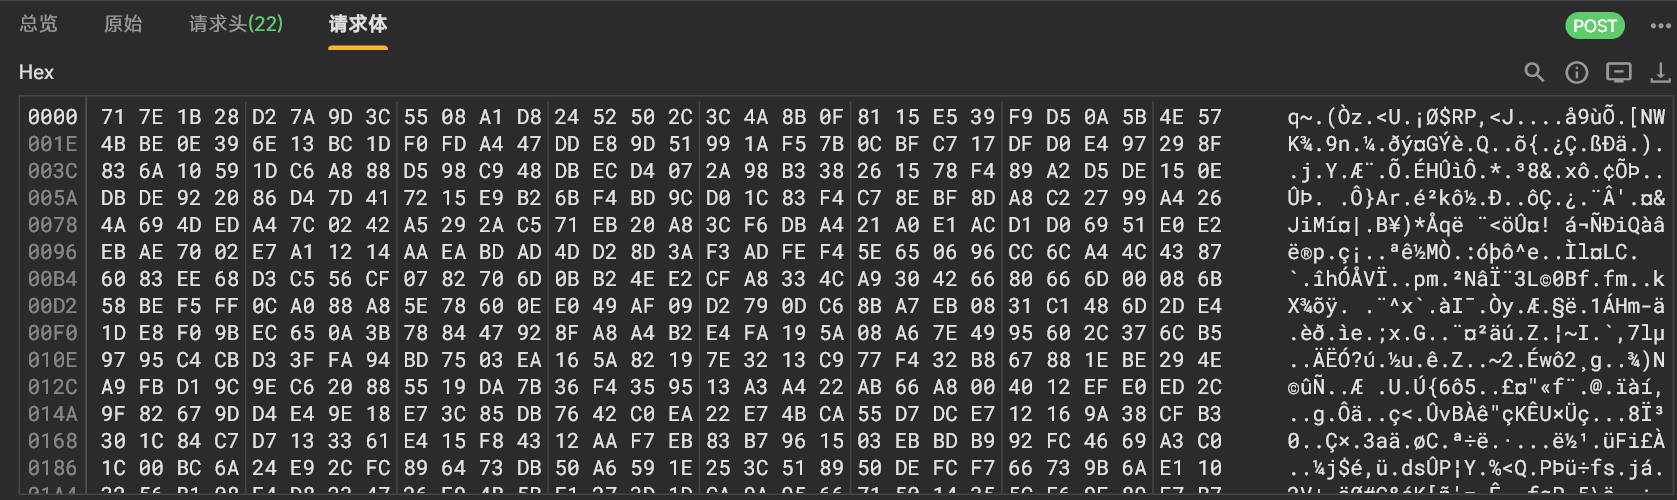 总览 原始 请求头(22) 请求体 POST
Hex
0000 71 7E 1B 28 D2 7A 9D 3C 55 08 A1 D8 24 52 50 2C 3C 4A 8B 0F 81 15 E5 39 F9 D5 0A 5B 4E 57 q~.(Òz.<U.¡Ø$RP,<J....å9ùÕ.[NW
001E 4B BE 0E 39 6E 13 BC 1D F0 FD A4 47 DD E8 9D 51 99 1A F5 7B 0C BF C7 17 DF D0 E4 97 29 8F K¾.9n.¼.ðý¤GÝè.Q..õ{.¿Ç.ßÐä.).
003C 83 6A 10 59 1D C6 A8 88 D5 98 C9 48 DB EC D4 07 2A 98 B3 38 26 15 78 F4 89 A2 D5 DE 15 0E .j.Y.Æ¨.Õ.ÉHÛìÔ.*.³8&.xô.¢ÕÞ..
005A DB DE 92 20 86 D4 7D 41 72 15 E9 B2 6B F4 BD 9C D0 1C 83 F4 C7 8E BF 8D A8 C2 27 99 A4 26 ÛÞ. .Ô}Ar.é²kô½.Ð..ôÇ.¿.¨Â'.¤&
0078 4A 69 4D ED A4 7C 02 42 A5 29 2A C5 71 EB 20 A8 3C F6 DB A4 21 A0 E1 AC D1 D0 69 51 E0 E2 JiMí¤|.B¥)*Åqë ¨<öÛ¤! á¬ÑÐiQàâ
0096 EB AE 70 02 E7 A1 12 14 AA EA BD AD 4D D2 8D 3A F3 AD FE F4 5E 65 06 96 CC 6C A4 4C 43 87 ë®p.ç¡..ªê½­MÒ.:ó­þô^e..Ìl¤LC.
00B4 60 83 EE 68 D3 C5 56 CF 07 82 70 6D 0B B2 4E E2 CF A8 33 4C A9 30 42 66 80 66 6D 00 08 6B `.îhÓÅVÏ..pm.²NâÏ¨3L©0Bf.fm..k
00D2 58 BE F5 FF 0C A0 88 A8 5E 78 60 0E E0 49 AF 09 D2 79 0D C6 8B A7 EB 08 31 C1 48 6D 2D E4 X¾õÿ. .¨^x`.àI¯.Òy.Æ.§ë.1ÁHm-ä
00F0 1D E8 F0 9B EC 65 0A 3B 78 84 47 92 8F A8 A4 B2 E4 FA 19 5A 08 A6 7E 49 95 60 2C 37 6C B5 .èð.ìe.;x.G..¨¤²äú.Z.¦~I.`,7lµ
010E 97 95 C4 CB D3 3F FA 94 BD 75 03 EA 16 5A 82 19 7E 32 13 C9 77 F4 32 B8 67 88 1E BE 29 4E ..ÄËÓ?ú.½u.ê.Z..~2.Éwô2¸g..¾)N
012C A9 FB D1 9C 9E C6 20 88 55 19 DA 7B 36 F4 35 95 13 A3 A4 22 AB 66 A8 00 40 12 EF E0 ED 2C ©ûÑ..Æ .U.Ú{6ô5..£¤"«f¨.@.ïàí,
014A 9F 82 67 9D D4 E4 9E 18 E7 3C 85 DB 76 42 C0 EA 22 E7 4B CA 55 D7 DC E7 12 16 9A 38 CF B3 ..g.Ôä..ç<.ÛvBÀê"çKÊU×Üç...8Ï³
0168 30 1C 84 C7 D7 13 33 61 E4 15 F8 43 12 AA F7 EB 83 B7 96 15 03 EB BD B9 92 FC 46 69 A3 C0 0..Ç×.3aä.øC.ª÷ë.·...ë½¹.üFi£À
0186 1C 00 BC 6A 24 E9 2C FC 89 64 73 DB 50 A6 59 1E 25 3C 51 89 50 DE FC F7 66 73 9B 6A E1 10 ..¼j$é,ü.dsÛP¦Y.%<Q.PÞü÷fs.já.